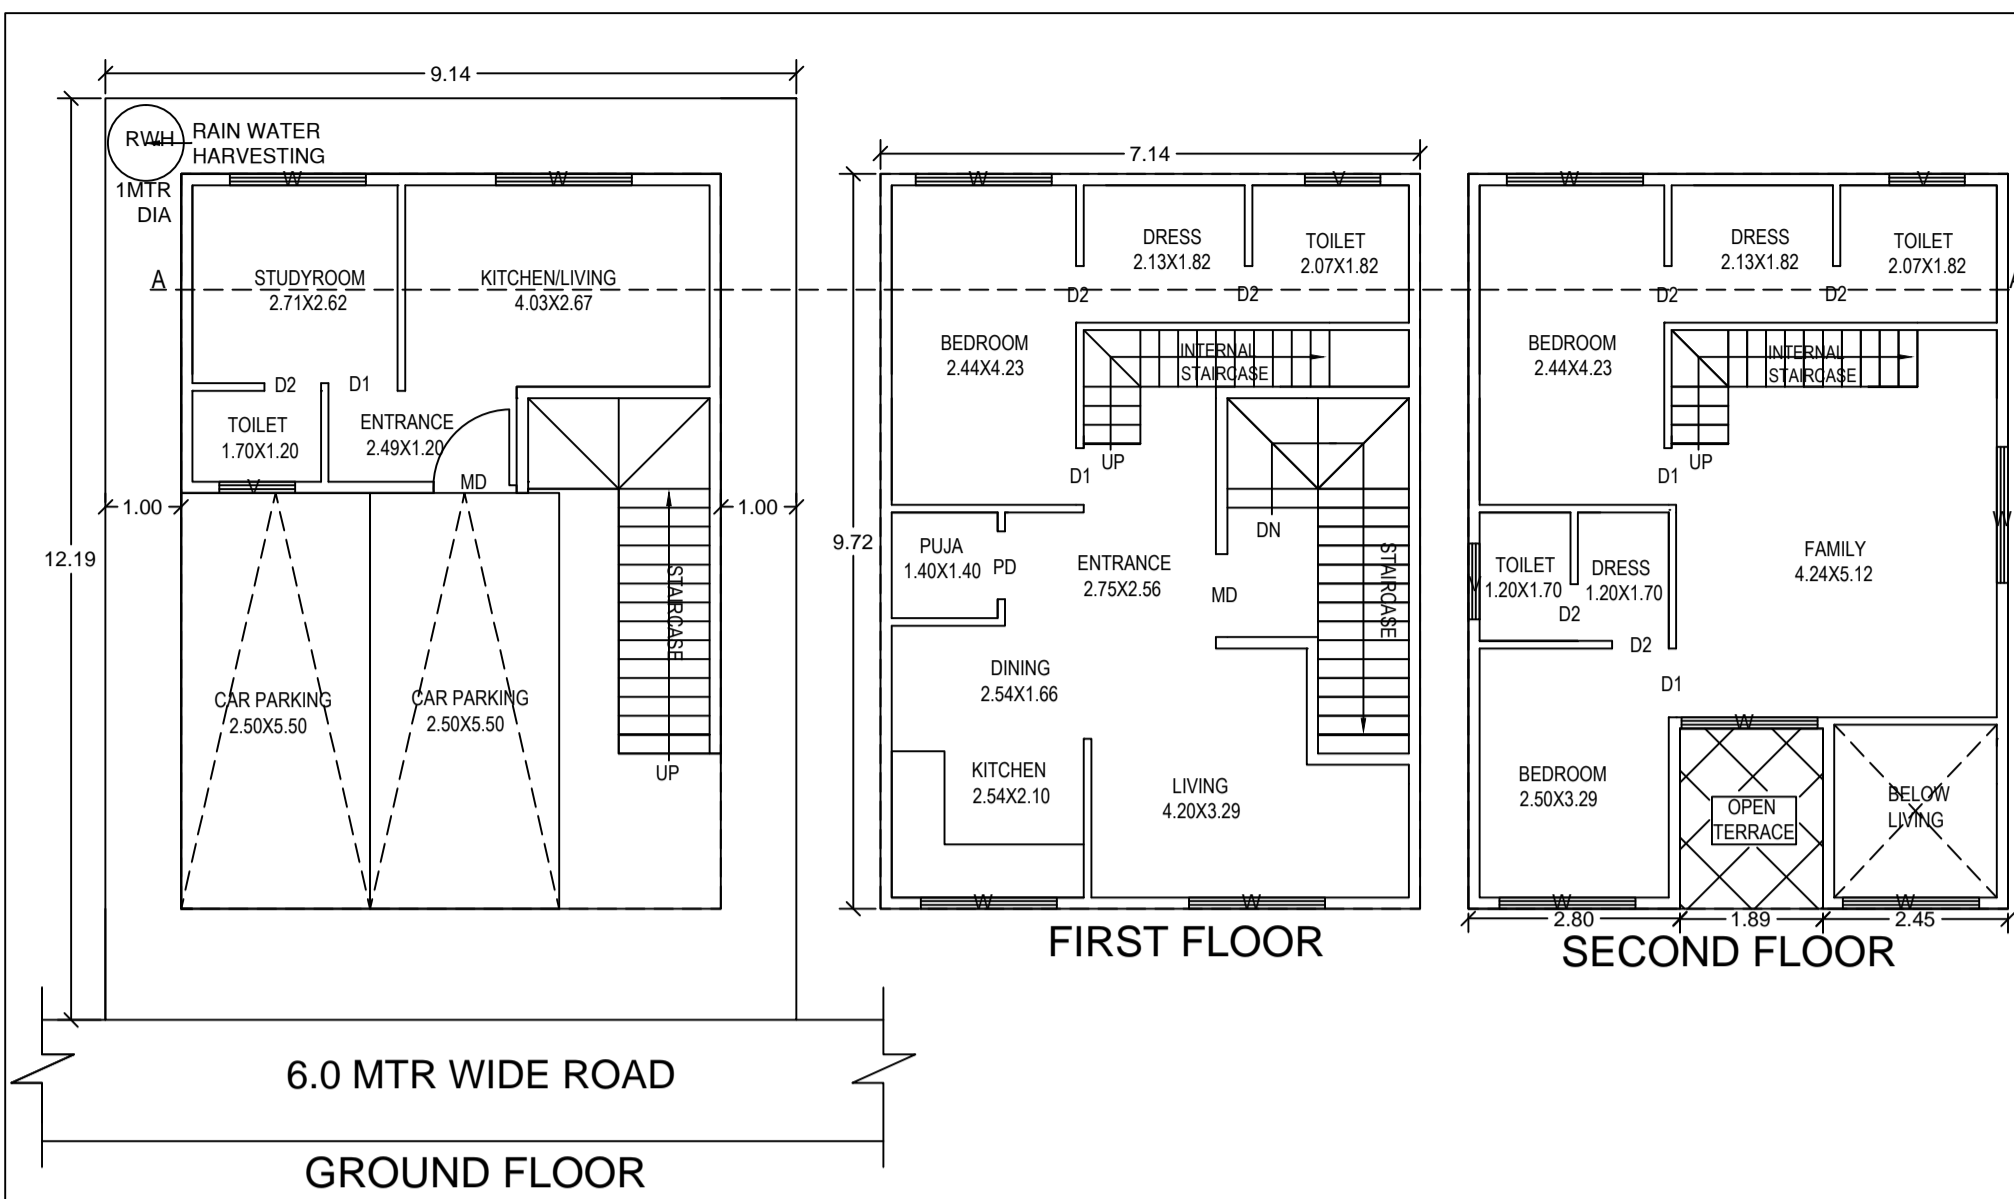 9.14
RWH
RAIN WATER
HARVESTING
1MTR
DIA
W
W
A
STUDYROOM
2.71X2.62
KITCHEN/LIVING
4.03X2.67
D2
D1
TOILET
1.70X1.20
ENTRANCE
2.49X1.20
V
MD
1.00
1.00
12.19
STAIRCASE
CAR PARKING
2.50X5.50
CAR PARKING
2.50X5.50
UP
6.0 MTR WIDE ROAD
GROUND FLOOR
7.14
W
V
DRESS
2.13X1.82
TOILET
2.07X1.82
D2
D2
BEDROOM
2.44X4.23
INTERNAL
STAIRCASE
UP
D1
DN
9.72
PUJA
1.40X1.40
PD
ENTRANCE
2.75X2.56
MD
STAIRCASE
DINING
2.54X1.66
KITCHEN
2.54X2.10
LIVING
4.20X3.29
W
W
FIRST FLOOR
W
V
DRESS
2.13X1.82
TOILET
2.07X1.82
A
D2
D2
BEDROOM
2.44X4.23
INTERNAL
STAIRCASE
UP
D1
W
TOILET
1.20X1.70
DRESS
1.20X1.70
V
D2
FAMILY
4.24X5.12
D2
D1
W
BEDROOM
2.50X3.29
OPEN
TERRACE
BELOW
LIVING
W
W
2.80
1.89
2.45
SECOND FLOOR